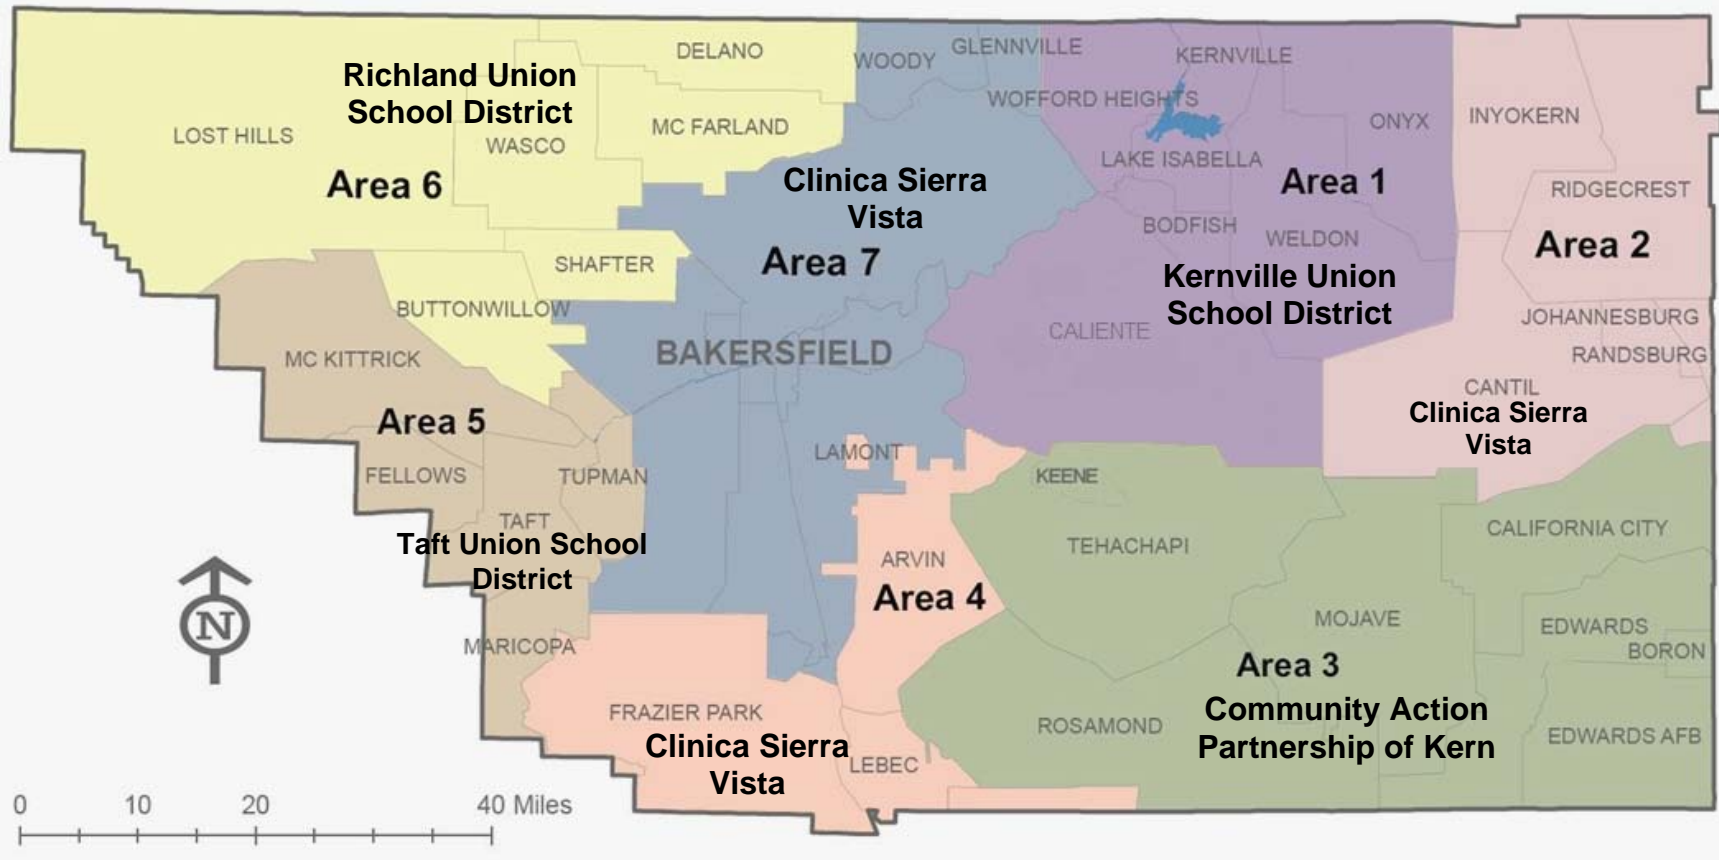 DELANO
WOODY
GLENNVILLE
KERNVILLE
Richland Union
School District
WOFFORD HEIGHTS
ONYX
INYOKERN
LOST HILLS
WASCO
MC FARLAND
LAKE ISABELLA
Area 6
Clinica Sierra
Vista
Area 1
RIDGECREST
BODFISH
WELDON
Area 2
SHAFTER
Area 7
Kernville Union
School District
BUTTONWILLOW
CALIENTE
JOHANNESBURG
RANDSBURG
MC KITTRICK
BAKERSFIELD
CANTIL
Clinica Sierra
Vista
Area 5
LAMONT
FELLOWS
TUPMAN
KEENE
TAFT
Taft Union School
District
ARVIN
TEHACHAPI
CALIFORNIA CITY
Area 4
MOJAVE
EDWARDS
BORON
N
MARICOPA
Area 3
Community Action
Partnership of Kern
FRAZIER PARK
Clinica Sierra
Vista
LEBEC
ROSAMOND
EDWARDS AFB
0 10 20 40 Miles